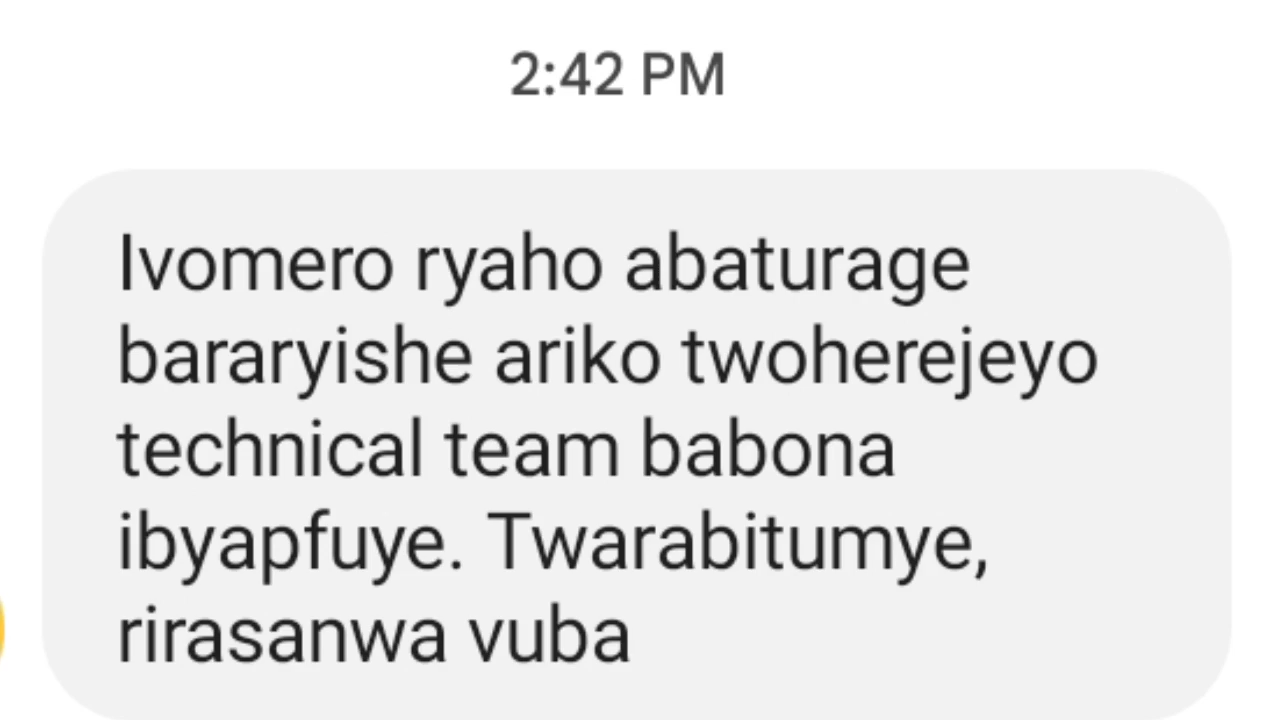 2:42 PM
Ivomero ryaho abaturage
bararyishe ariko twoherejeyo
technical team babona
ibyapfuye. Twarabitumye,
rirasanwa vuba